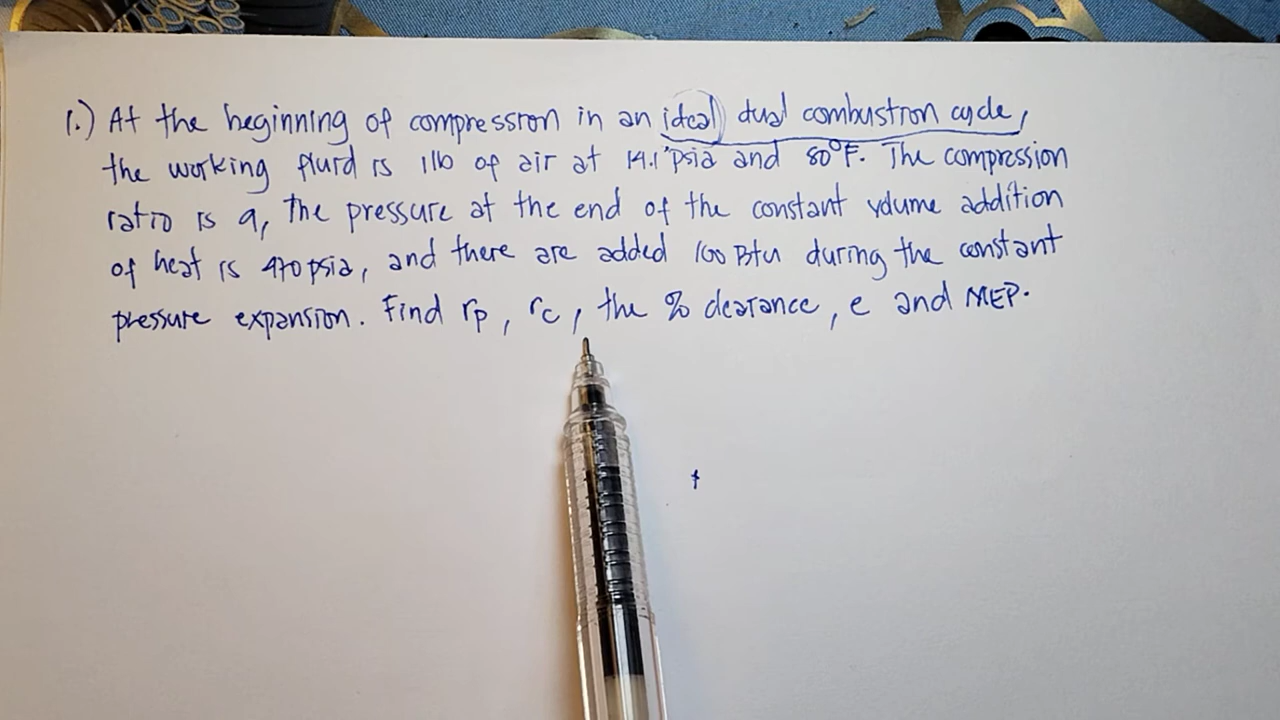 1.) At the beginning of compression in an ideal dual combustion cycle,
the working fluid is 1 lb of air at 14.1 psia and 80°F. The compression
ratio is 9, the pressure at the end of the constant volume addition
of heat is 470 psia, and there are added 100 Btu during the constant
pressure expansion. Find rp, rc, the % clearance, e and MEP.